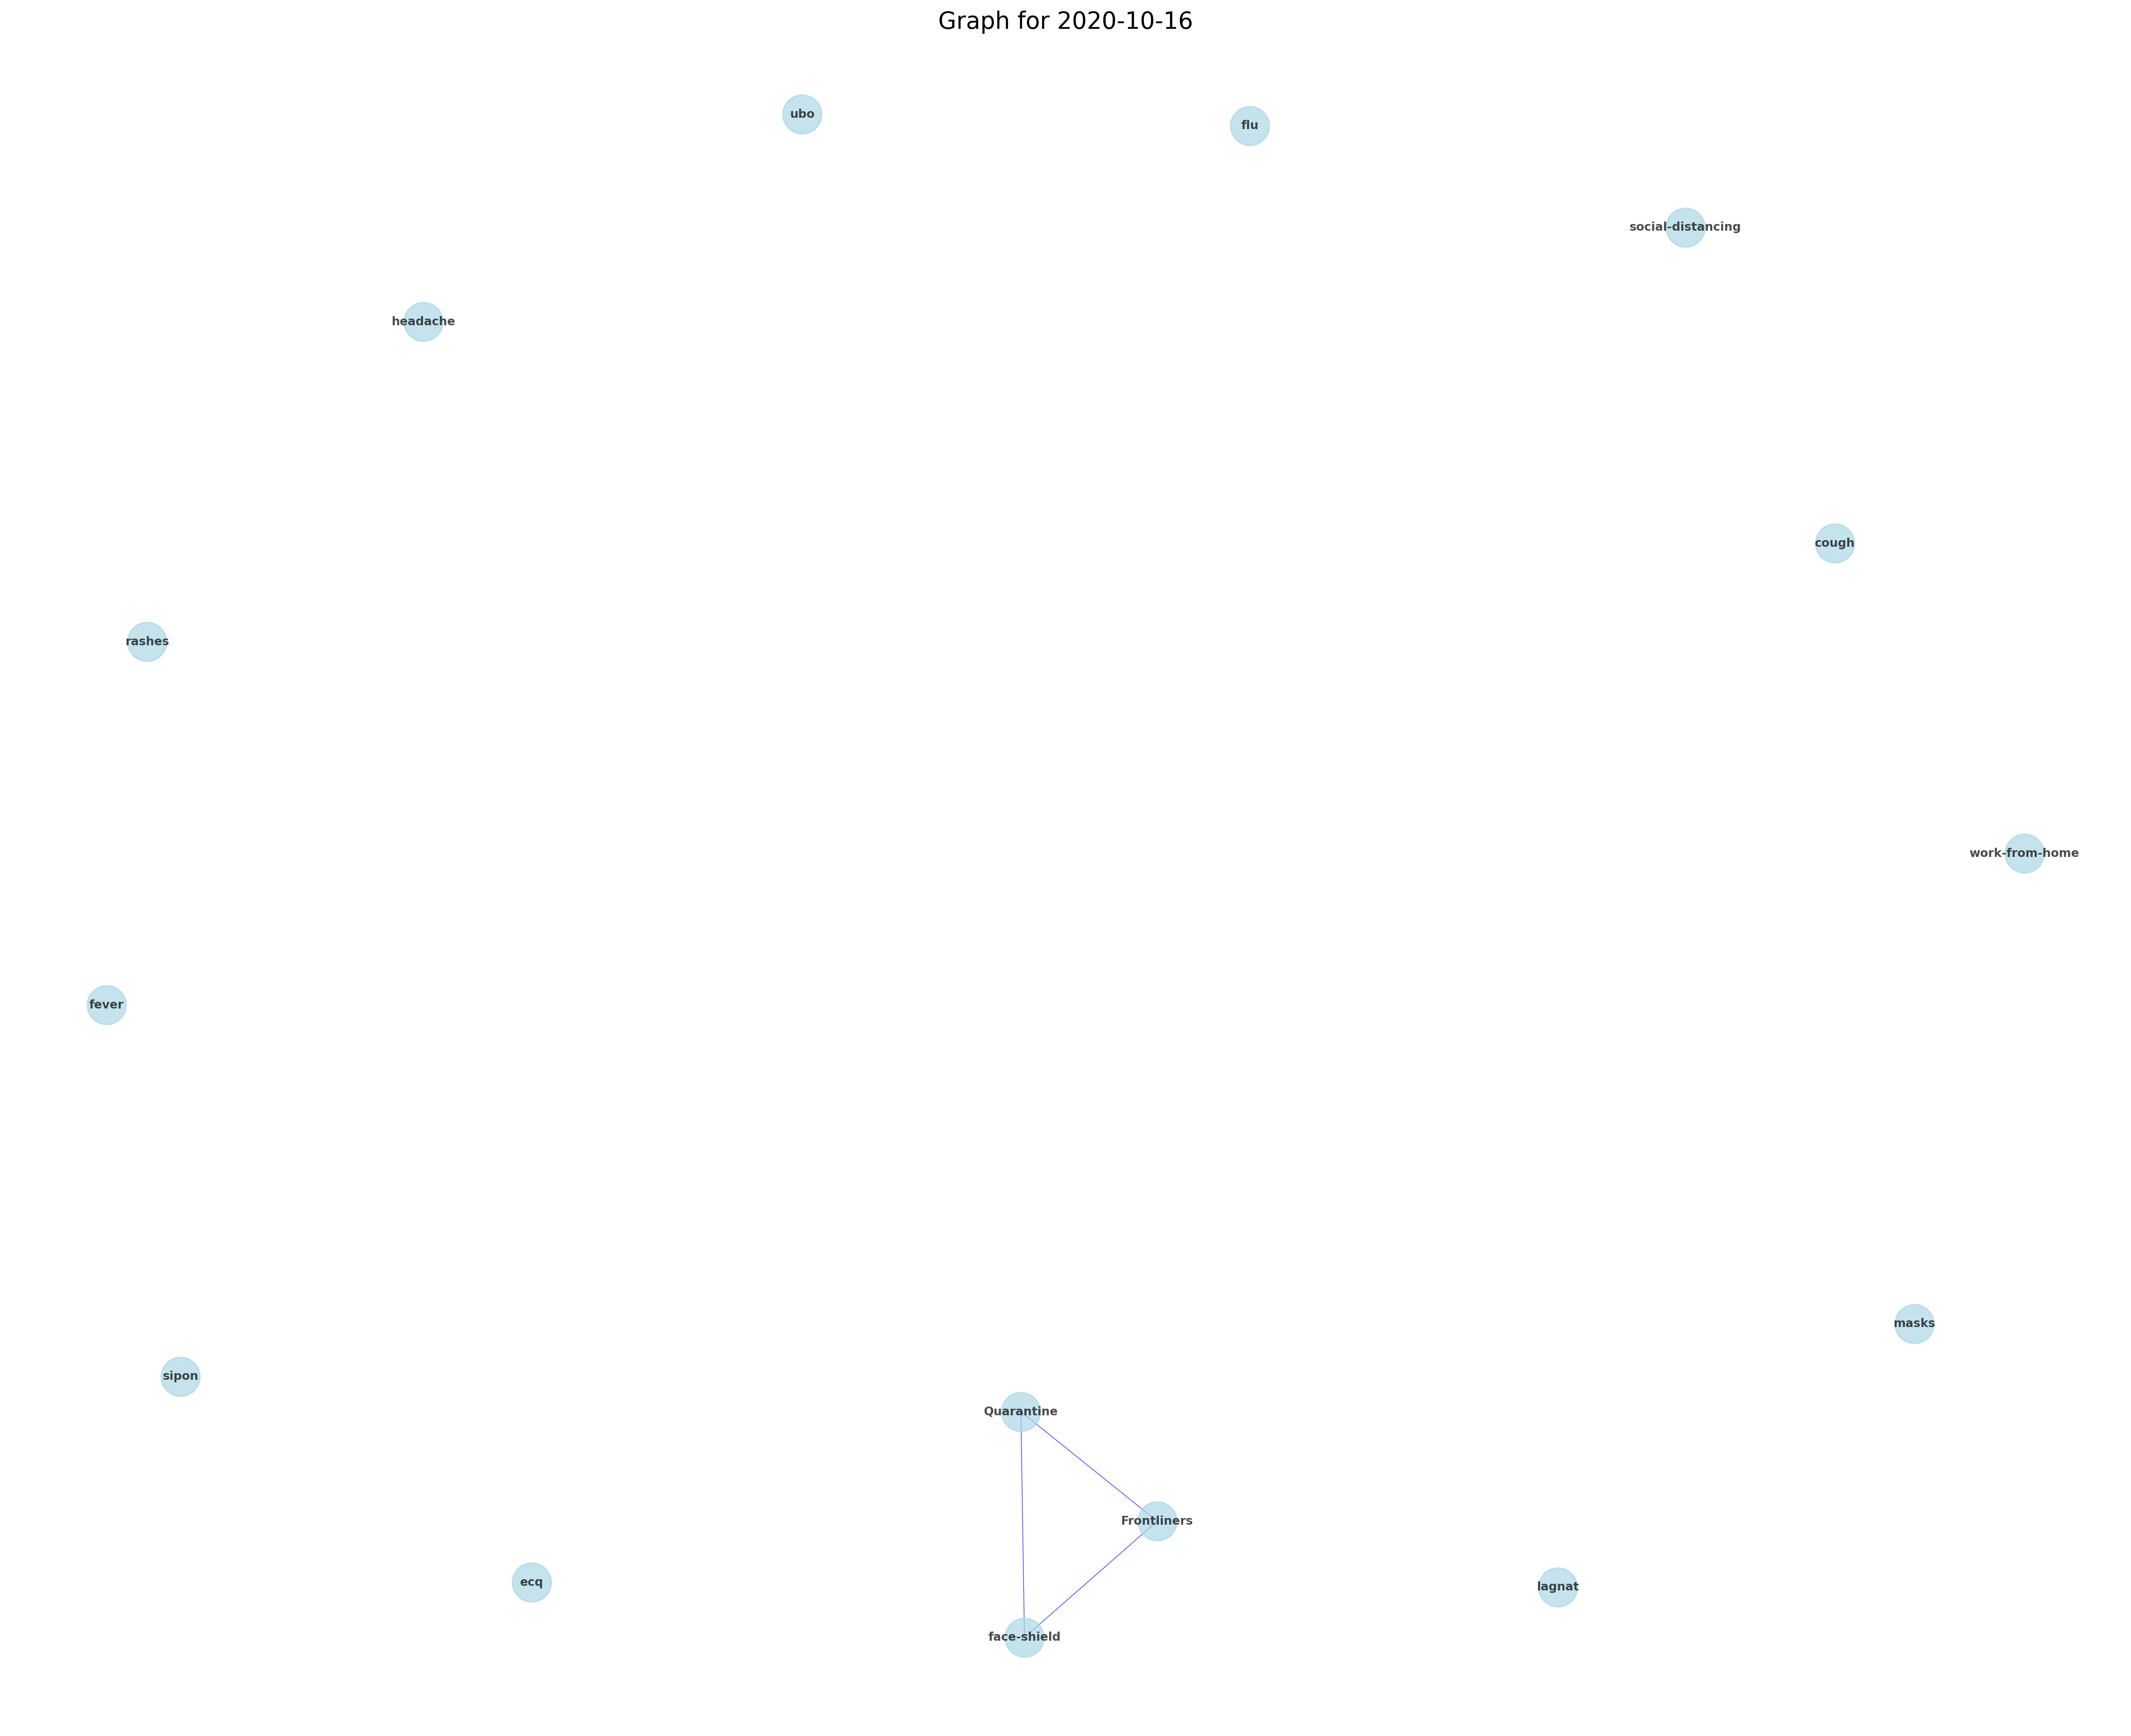 Graph for 2020-10-16
ubo
flu
social-distancing
headache
cough
rashes
work-from-home
fever
masks
sipon
Quarantine
Frontliners
ecq
lagnat
face-shield